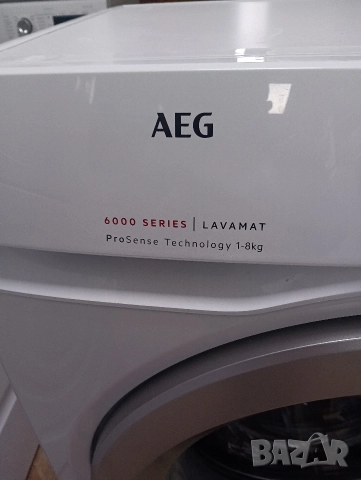 AEG
6000 SERIES | LAVAMAT
ProSense Technology 1-8kg
BAZAR